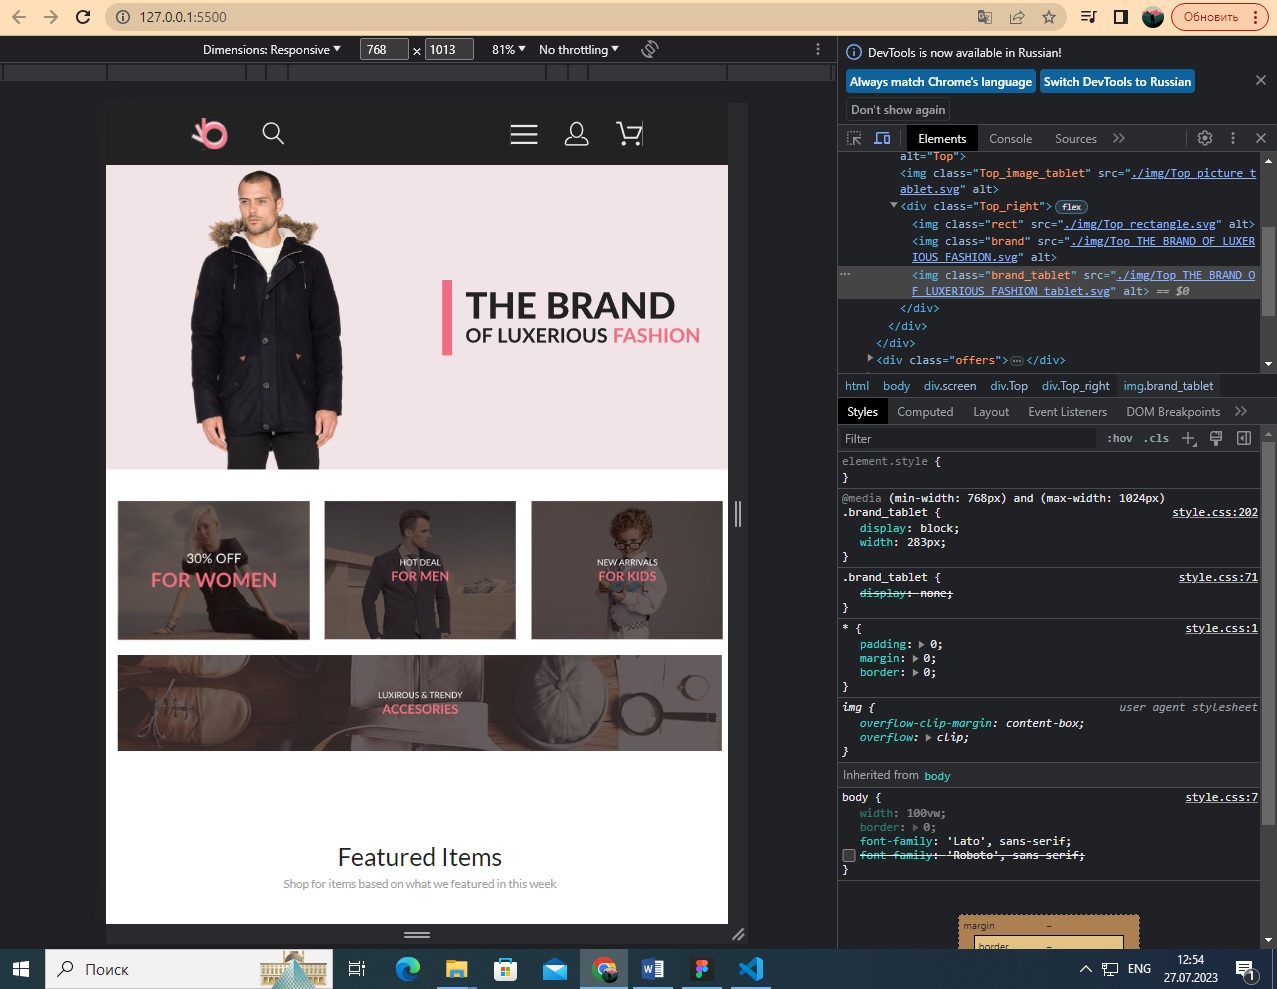 127.0.0.1:5500
Обновить
Dimensions: Responsive
768 × 1013
81%
No throttling
DevTools is now available in Russian!
Always match Chrome's language
Switch DevTools to Russian
Don't show again
Elements
Console
Sources
THE BRAND
OF LUXERIOUS FASHION
30% OFF
FOR WOMEN
HOT DEAL
FOR MEN
NEW ARRIVALS
FOR KIDS
LUXIROUS & TRENDY
ACCESORIES
Featured Items
Shop for items based on what we featured in this week
alt="Top">
<img class="Top_image_tablet" src="./img/Top_picture_t
ablet.svg" alt>
<div class="Top_right"> flex
<img class="rect" src="./img/Top_rectangle.svg" alt>
<img class="brand" src="./img/Top_THE_BRAND_OF_LUXER
IOUS_FASHION.svg" alt>
<img class="brand_tablet" src="./img/Top_THE_BRAND_O
F_LUXERIOUS_FASHION_tablet.svg" alt> == $0
</div>
</div>
</div>
<div class="offers"> … </div>
html body div.screen div.Top div.Top_right img.brand_tablet
Styles
Computed
Layout
Event Listeners
DOM Breakpoints
Filter
:hov .cls
element.style {
}
@media (min-width: 768px) and (max-width: 1024px)
.brand_tablet { style.css:202
display: block;
width: 283px;
}
.brand_tablet { style.css:71
display: none;
}
* { style.css:1
padding: 0;
margin: 0;
border: 0;
}
img { user agent stylesheet
overflow-clip-margin: content-box;
overflow: clip;
}
Inherited from body
body { style.css:7
width: 100vw;
border: 0;
font-family: 'Lato', sans-serif;
font-family: 'Roboto', sans-serif;
}
margin –
border –
Поиск
ENG
12:54
27.07.2023
1